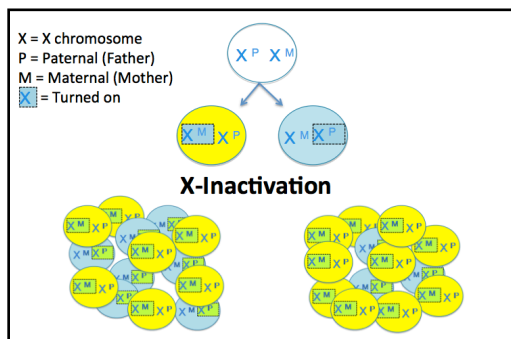 X = X chromosome
P = Paternal (Father)
M = Maternal (Mother)
X = Turned on
X P X M
X M X P
X M X P
X-Inactivation
X M X P
X M X P
X M X P
X M X P
X M X P
X M X P
X M X P
X M X P
X M X P
X M X P
X M X P
X M X P